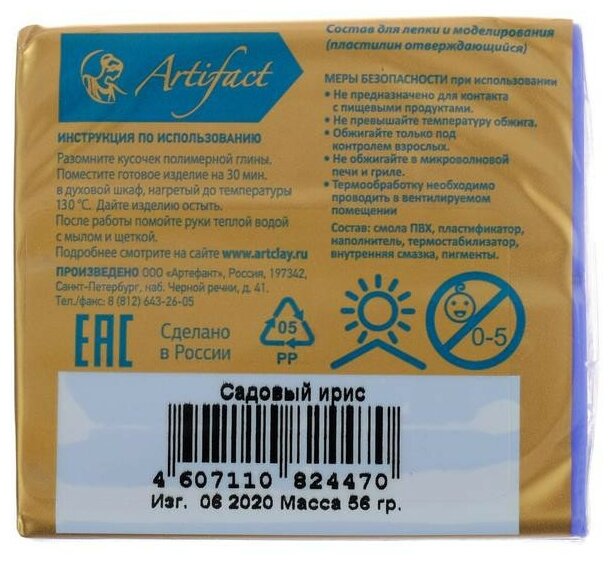 Artifact
Состав для лепки и моделирования
(пластилин отверждающийся)
МЕРЫ БЕЗОПАСНОСТИ при использовании
• Не предназначено для контакта
с пищевыми продуктами.
• Не превышайте температуру обжига.
• Обжигайте только под
контролем взрослых.
• Не обжигайте в микроволновой
печи и гриле.
• Термообработку необходимо
проводить в вентилируемом
помещении
Состав: смола ПВХ, пластификатор,
наполнитель, термостабилизатор,
внутренняя смазка, пигменты.
ИНСТРУКЦИЯ ПО ИСПОЛЬЗОВАНИЮ
Разомните кусочек полимерной глины.
Поместите готовое изделие на 30 мин.
в духовой шкаф, нагретый до температуры
130 °С. Дайте изделию остыть.
После работы помойте руки теплой водой
с мылом и щеткой.
Подробнее смотрите на сайте www.artclay.ru
ПРОИЗВЕДЕНО ООО «Артефакт», Россия, 197342,
Санкт-Петербург, наб. Черной речки, д. 41.
Тел./факс: 8 (812) 643-26-05
ЕАС
Сделано
в России
05
PP
0-5
Садовый ирис
4 607110 824470
Изг. 06 2020 Масса 56 гр.